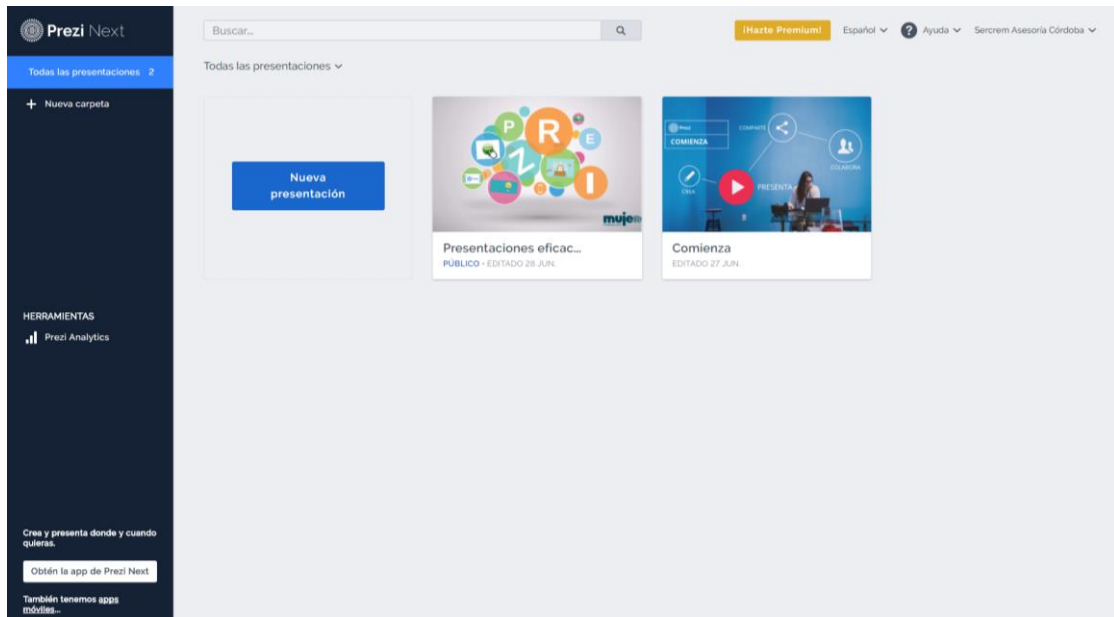 Prezi Next
Buscar...
¡Hazte Premium!
Español
? Ayuda
Sercrem Asesoría Córdoba
Todas las presentaciones 2
Todas las presentaciones
+ Nueva carpeta
Nueva
presentación
P R E Z I
mujer
Presentaciones eficac...
PÚBLICO • EDITADO 28 JUN.
Prezi
COMIENZA
COMPARTE
COLABORA
CREA
PRESENTA
Comienza
EDITADO 27 JUN.
HERRAMIENTAS
Prezi Analytics
Crea y presenta donde y cuando
quieras.
Obtén la app de Prezi Next
También tenemos apps
móviles...